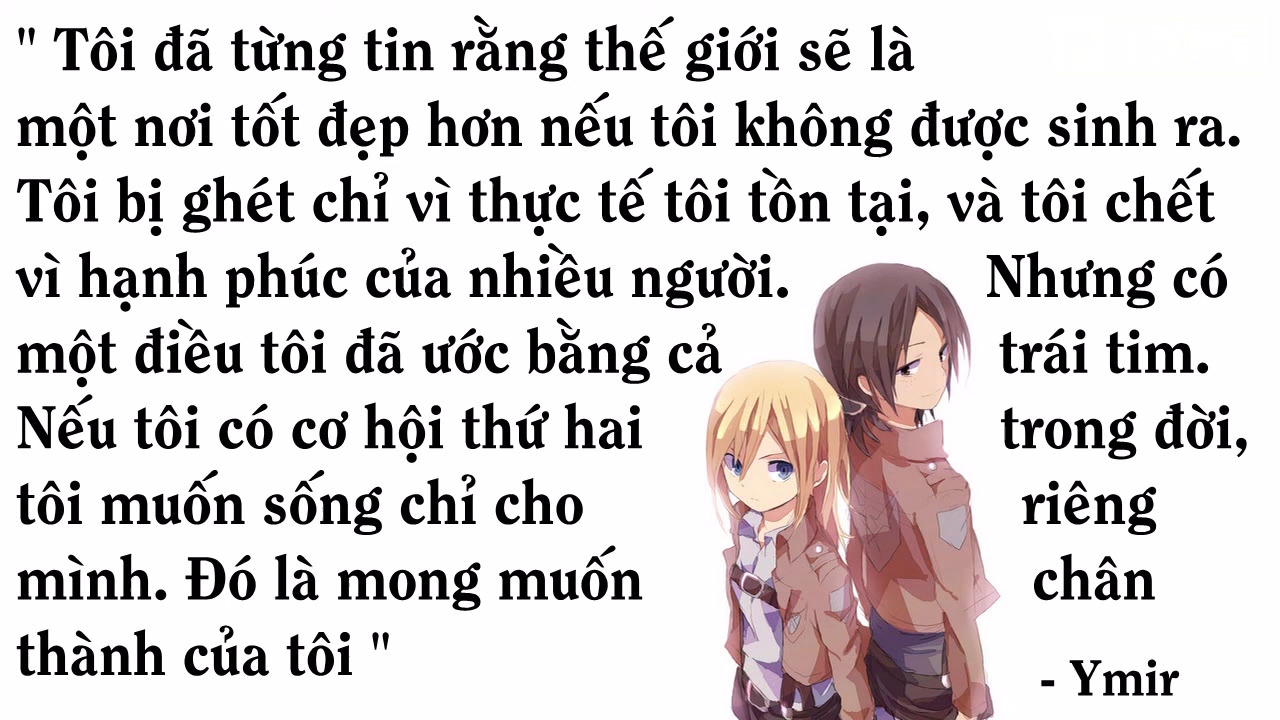 " Tôi đã từng tin rằng thế giới sẽ là
một nơi tốt đẹp hơn nếu tôi không được sinh ra.
Tôi bị ghét chỉ vì thực tế tôi tồn tại, và tôi chết
vì hạnh phúc của nhiều người. Nhưng có
một điều tôi đã ước bằng cả trái tim.
Nếu tôi có cơ hội thứ hai trong đời,
tôi muốn sống chỉ cho riêng
mình. Đó là mong muốn chân
thành của tôi "
- Ymir